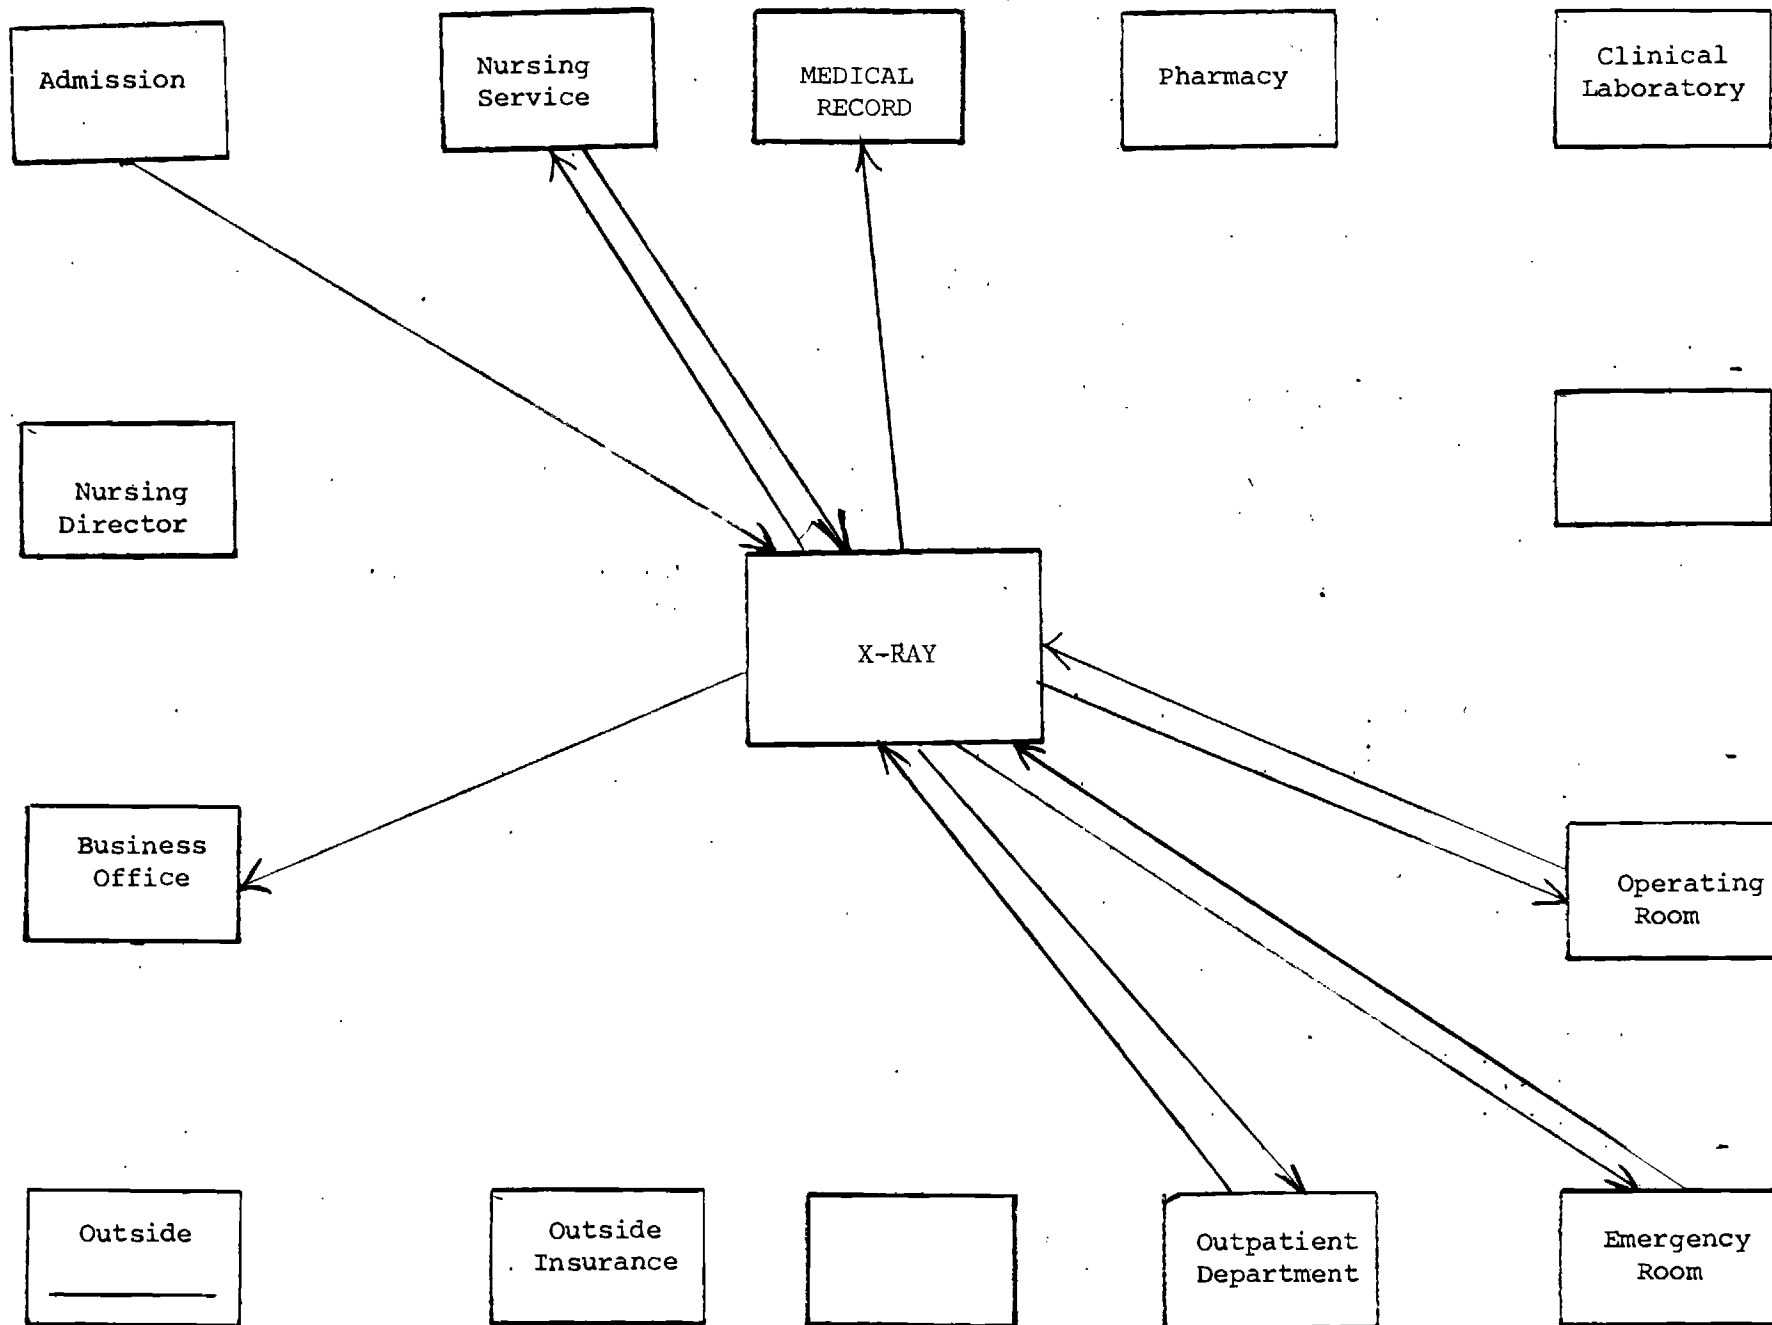 Admission
Nursing
Service
MEDICAL
RECORD
Pharmacy
Clinical
Laboratory
Nursing
Director
X-RAY
Business
Office
Operating
Room
Outside
Outside
Insurance
Outpatient
Department
Emergency
Room